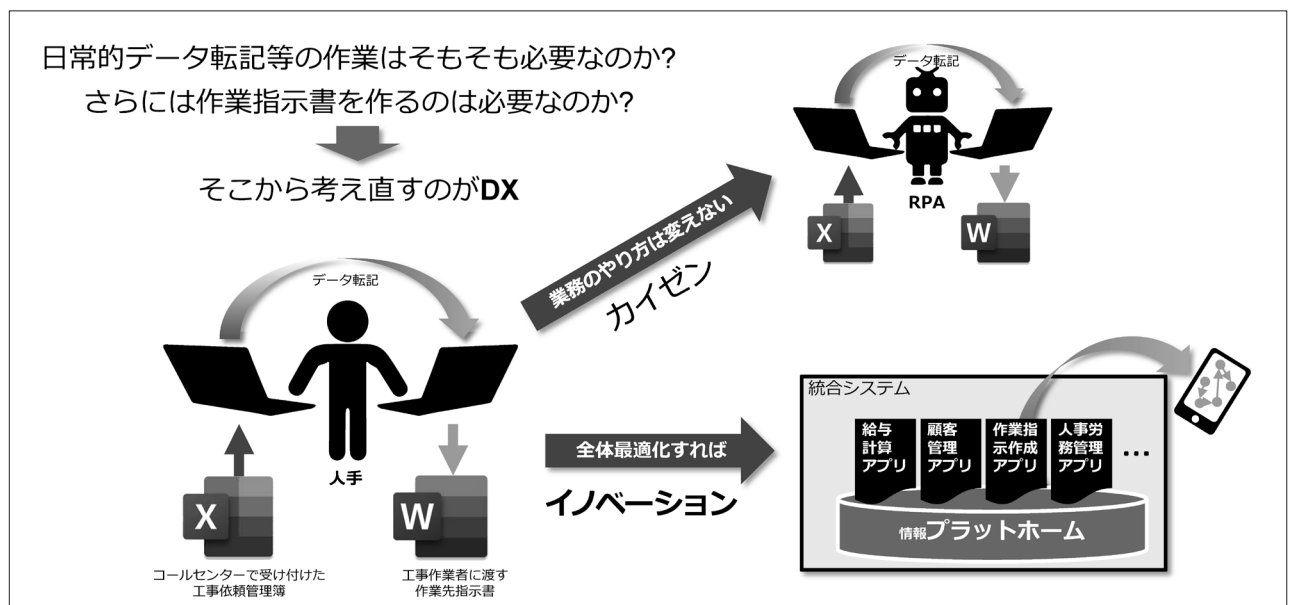 日常的データ転記等の作業はそもそも必要なのか?
さらには作業指示書を作るのは必要なのか?
そこから考え直すのがDX
データ転記
人手
X
W
コールセンターで受け付けた
工事依頼管理簿
工事作業者に渡す
作業先指示書
業務のやり方は変えない
カイゼン
データ転記
RPA
X
W
全体最適化すれば
イノベーション
統合システム
給与
計算
アプリ
顧客
管理
アプリ
作業指
示作成
アプリ
人事労
務管理
アプリ
…
情報プラットホーム